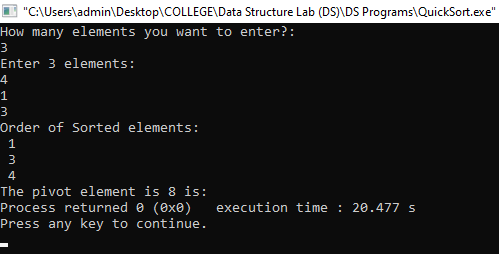 "C:\Users\admin\Desktop\COLLEGE\Data Structure Lab (DS)\DS Programs\QuickSort.exe"
How many elements you want to enter?:
3
Enter 3 elements:
4
1
3
Order of Sorted elements:
1
3
4
The pivot element is 8 is:
Process returned 0 (0x0)   execution time : 20.477 s
Press any key to continue.